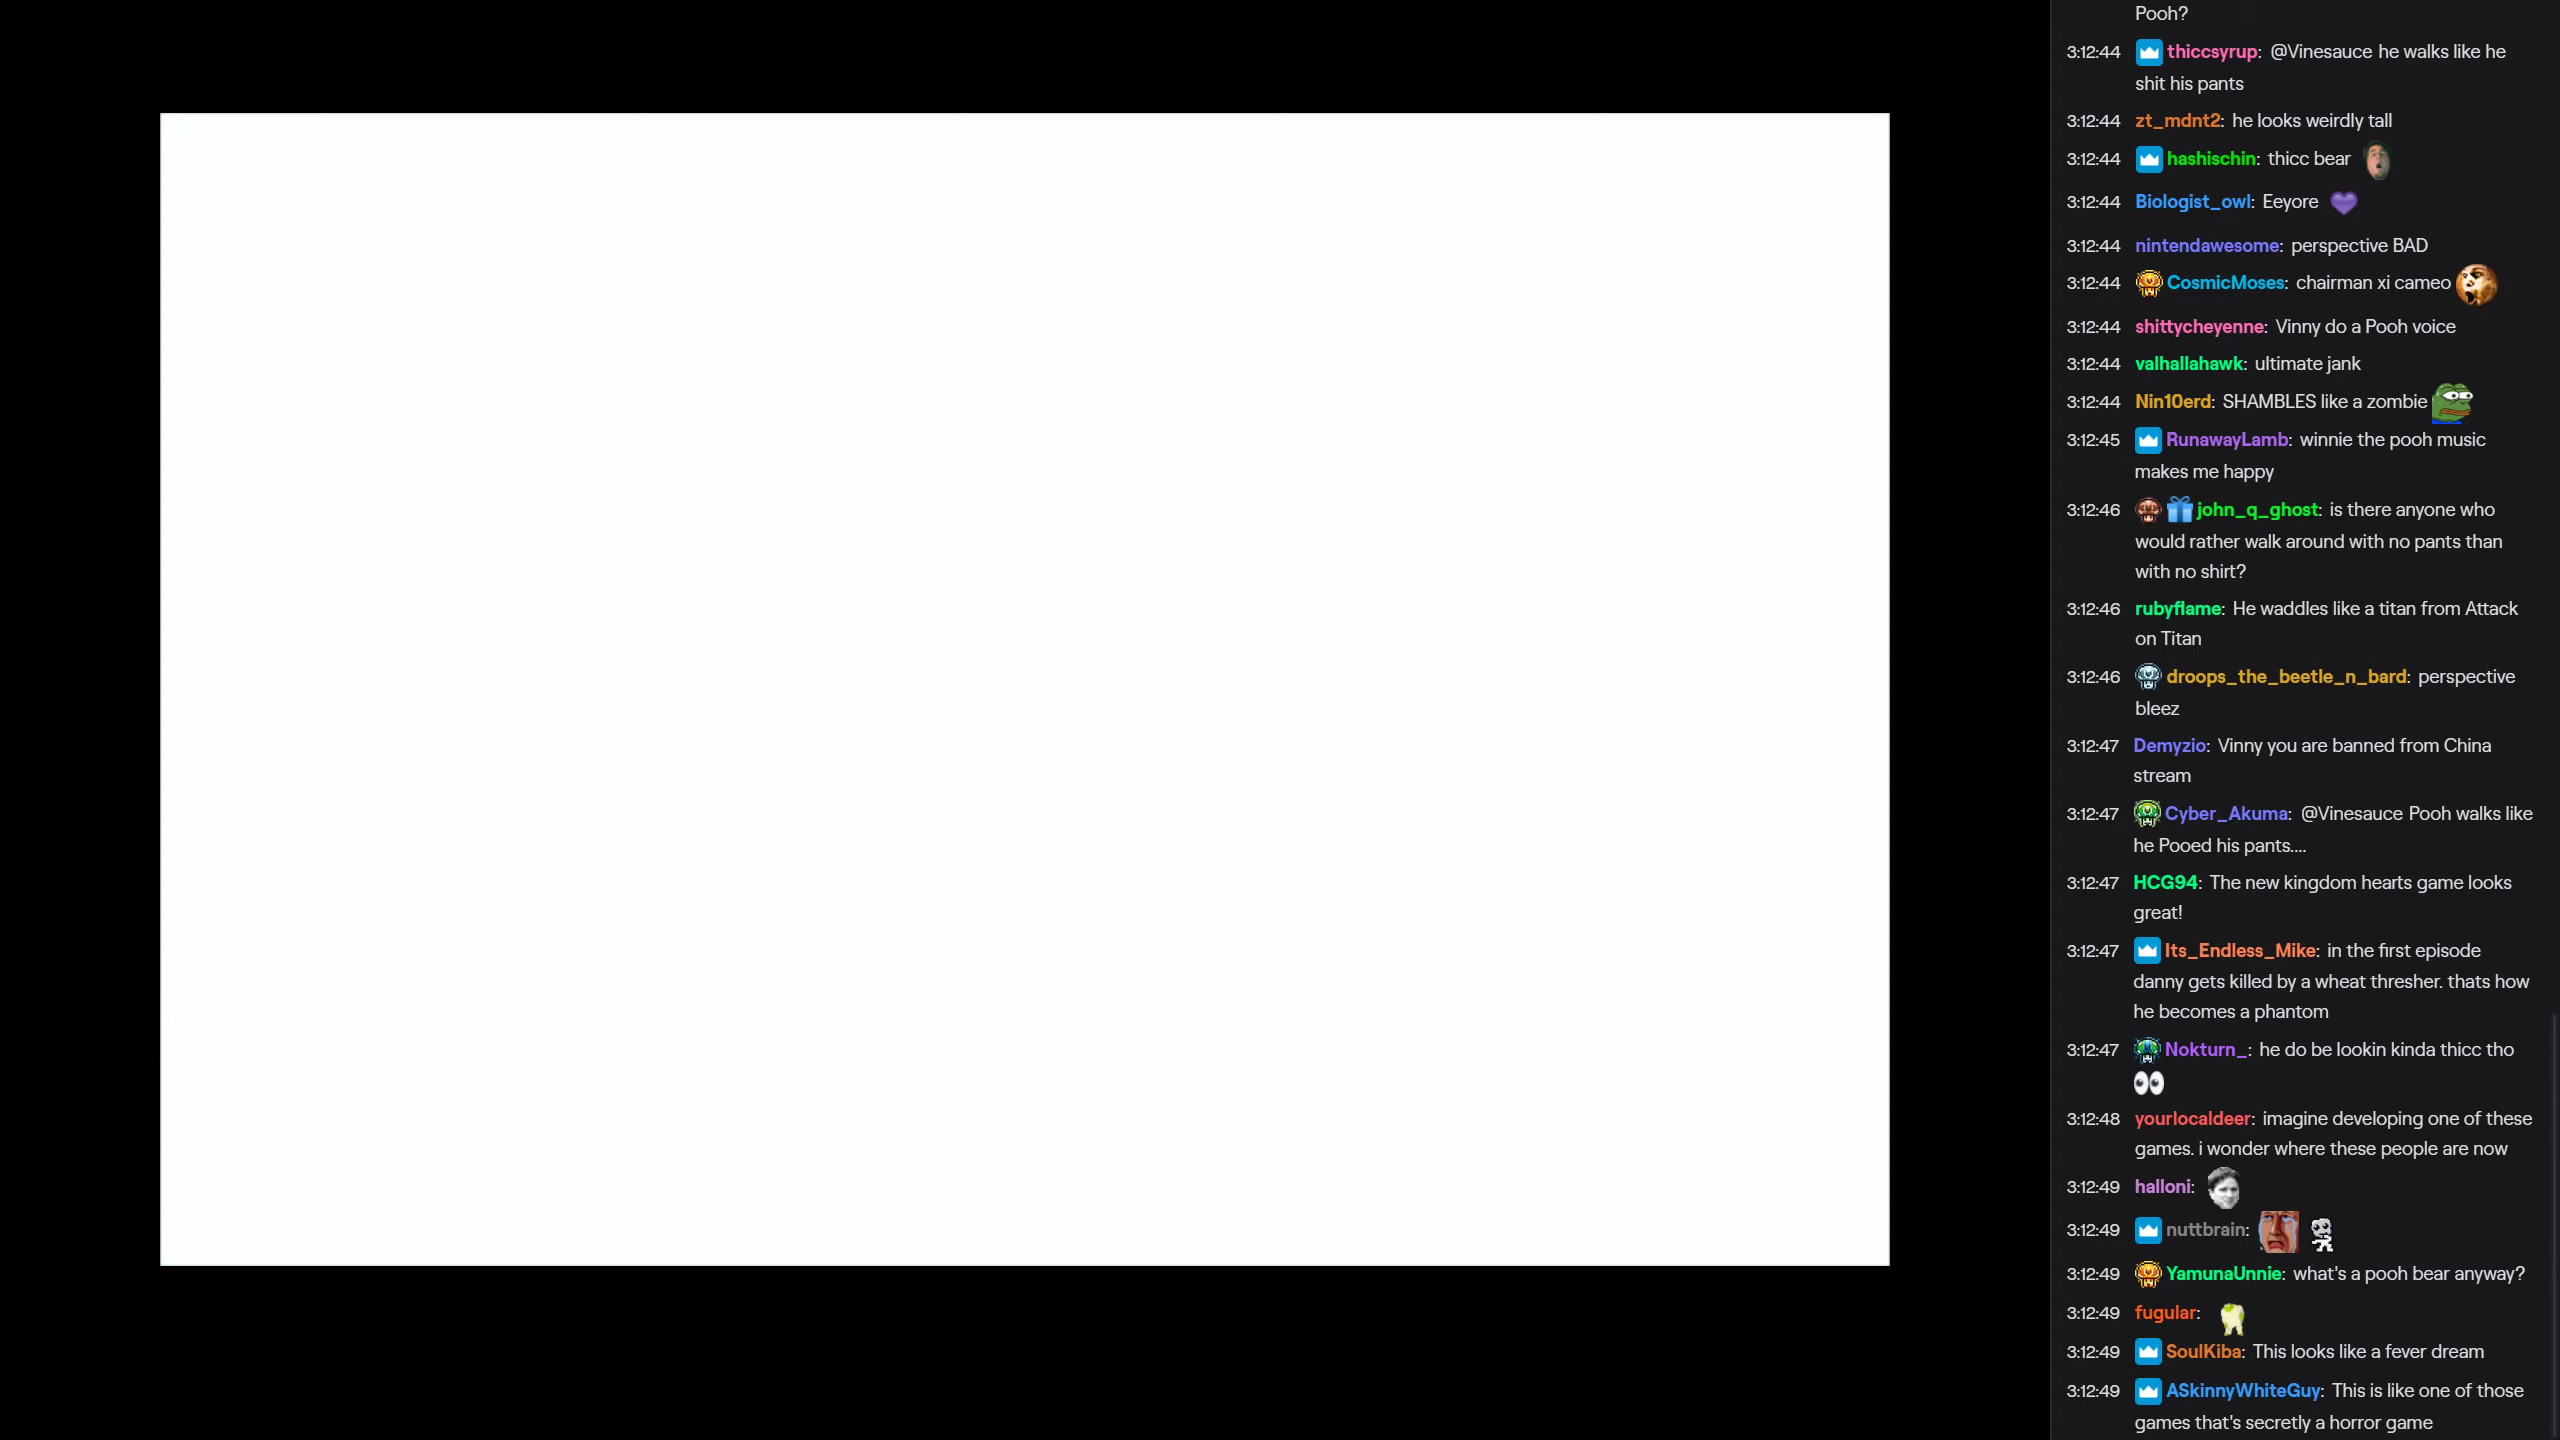 Pooh?
3:12:44 thiccsyrup: @Vinesauce he walks like he
shit his pants
3:12:44 zt_mdnt2: he looks weirdly tall
3:12:44 hashischin: thicc bear
3:12:44 Biologist_owl: Eeyore
3:12:44 nintendawesome: perspective BAD
3:12:44 CosmicMoses: chairman xi cameo
3:12:44 shittycheyenne: Vinny do a Pooh voice
3:12:44 valhallahawk: ultimate jank
3:12:44 Nin10erd: SHAMBLES like a zombie
3:12:45 RunawayLamb: winnie the pooh music
makes me happy
3:12:46 john_q_ghost: is there anyone who
would rather walk around with no pants than
with no shirt?
3:12:46 rubyflame: He waddles like a titan from Attack
on Titan
3:12:46 droops_the_beetle_n_bard: perspective
bleez
3:12:47 Demyzio: Vinny you are banned from China
stream
3:12:47 Cyber_Akuma: @Vinesauce Pooh walks like
he Pooed his pants....
3:12:47 HCG94: The new kingdom hearts game looks
great!
3:12:47 Its_Endless_Mike: in the first episode
danny gets killed by a wheat thresher. thats how
he becomes a phantom
3:12:47 Nokturn_: he do be lookin kinda thicc tho
3:12:48 yourlocaldeer: imagine developing one of these
games. i wonder where these people are now
3:12:49 halloni:
3:12:49 nuttbrain:
3:12:49 YamunaUnnie: what's a pooh bear anyway?
3:12:49 fugular:
3:12:49 SoulKiba: This looks like a fever dream
3:12:49 ASkinnyWhiteGuy: This is like one of those
games that's secretly a horror game